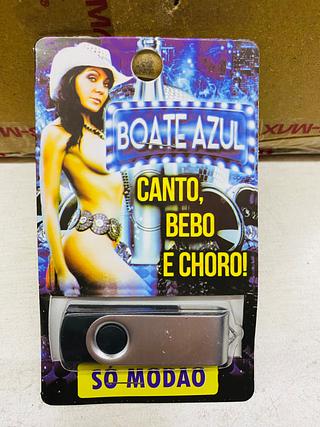 BOATE AZUL
CANTO,
BEBO
E CHORO!
SÓ MODÃO